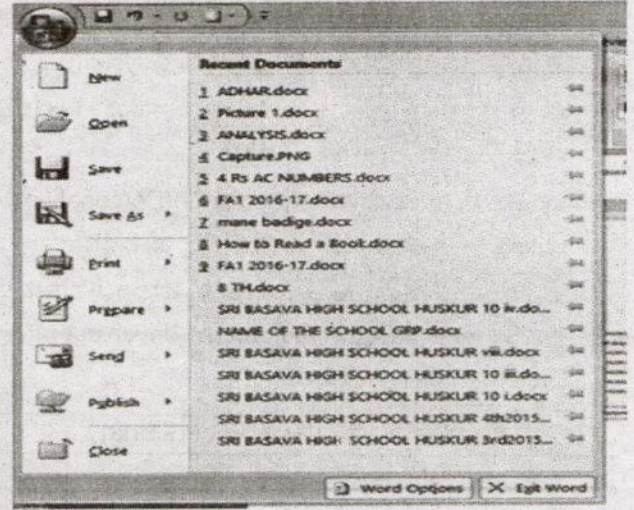 New
Open
Save
Save As
Print
Prepare
Send
Publish
Close
Recent Documents
1 ADHAR.docx
2 Picture 1.docx
3 ANALYSIS.docx
4 Capture.PNG
5 4 Rs AC NUMBERS.docx
6 FA1 2016-17.docx
7 mane badige.docx
8 How to Read a Book.docx
9 FA1 2016-17.docx
8 TH.docx
SRI BASAVA HIGH SCHOOL HUSKUR 10 iv.do...
NAME OF THE SCHOOL GRP.docx
SRI BASAVA HIGH SCHOOL HUSKUR viii.docx
SRI BASAVA HIGH SCHOOL HUSKUR 10 iii.do...
SRI BASAVA HIGH SCHOOL HUSKUR 10 i.docx
SRI BASAVA HIGH SCHOOL HUSKUR 4th2015...
SRI BASAVA HIGH SCHOOL HUSKUR 3rd2015...
Word Options
Exit Word